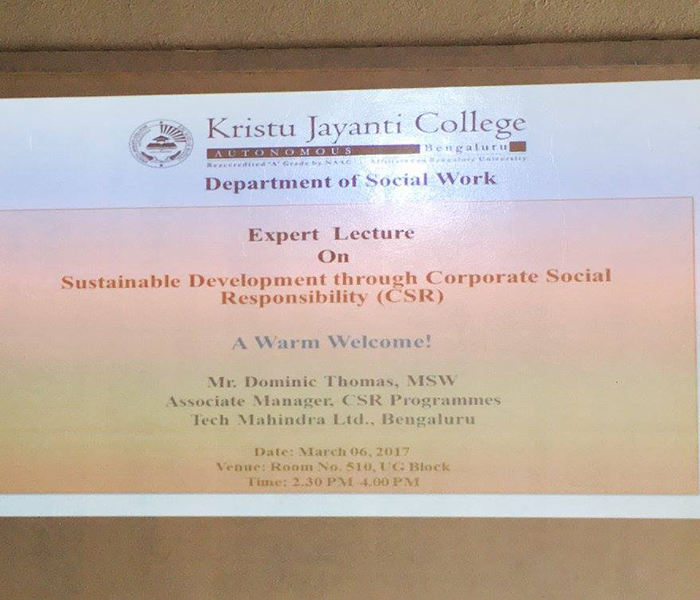 Kristu Jayanti College
AUTONOMOUS Bengaluru
Reaccredited 'A' Grade by NAAC | Affiliated to Bangalore University
Department of Social Work
Expert Lecture
On
Sustainable Development through Corporate Social
Responsibility (CSR)
A Warm Welcome!
Mr. Dominic Thomas, MSW
Associate Manager, CSR Programmes
Tech Mahindra Ltd., Bengaluru
Date: March 06, 2017
Venue: Room No. 510, UG Block
Time: 2.30 PM-4.00 PM